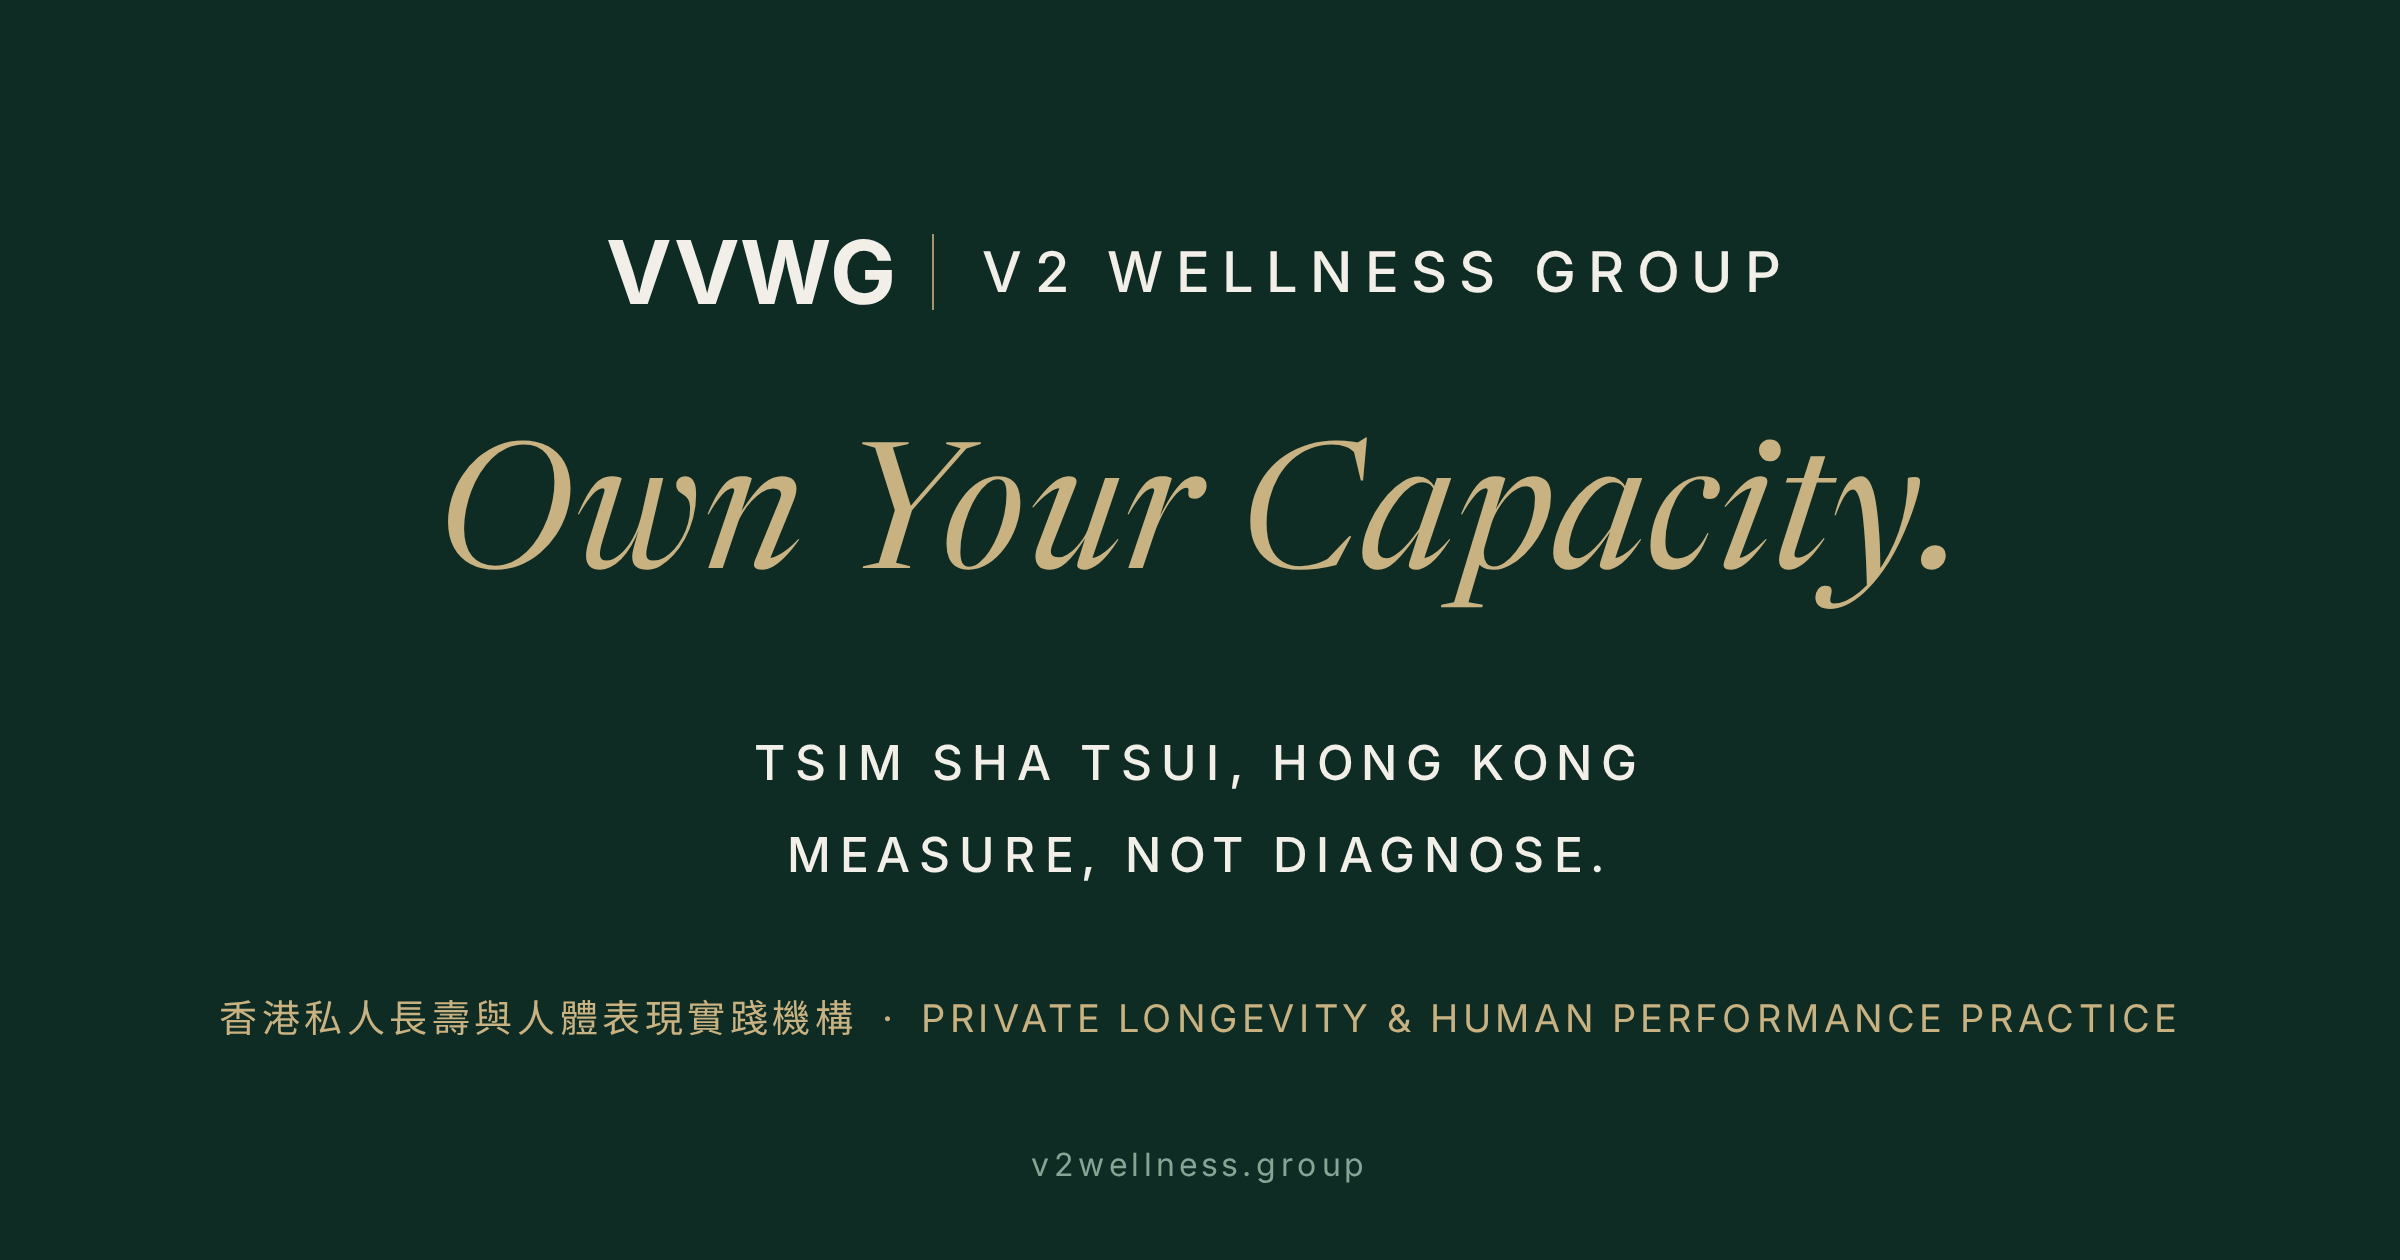 VVWG | V2 WELLNESS GROUP
Own Your Capacity.
TSIM SHA TSUI, HONG KONG
MEASURE, NOT DIAGNOSE.
香港私人長壽與人體表現實踐機構 · PRIVATE LONGEVITY & HUMAN PERFORMANCE PRACTICE
v2wellness.group